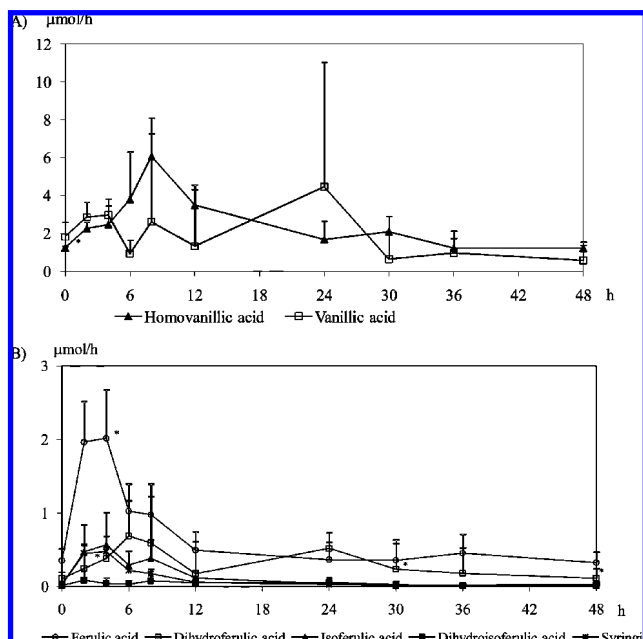 A) μmol/h
12
10
8
6
4
2
0
*
0 6 12 18 24 30 36 42 48 h
Homovanillic acid Vanillic acid
B) μmol/h
3
2
1
0
* * * *
0 6 12 18 24 30 36 42 48 h
Ferulic acid Dihydroferulic acid Isoferulic acid Dihydroisoferulic acid Syring